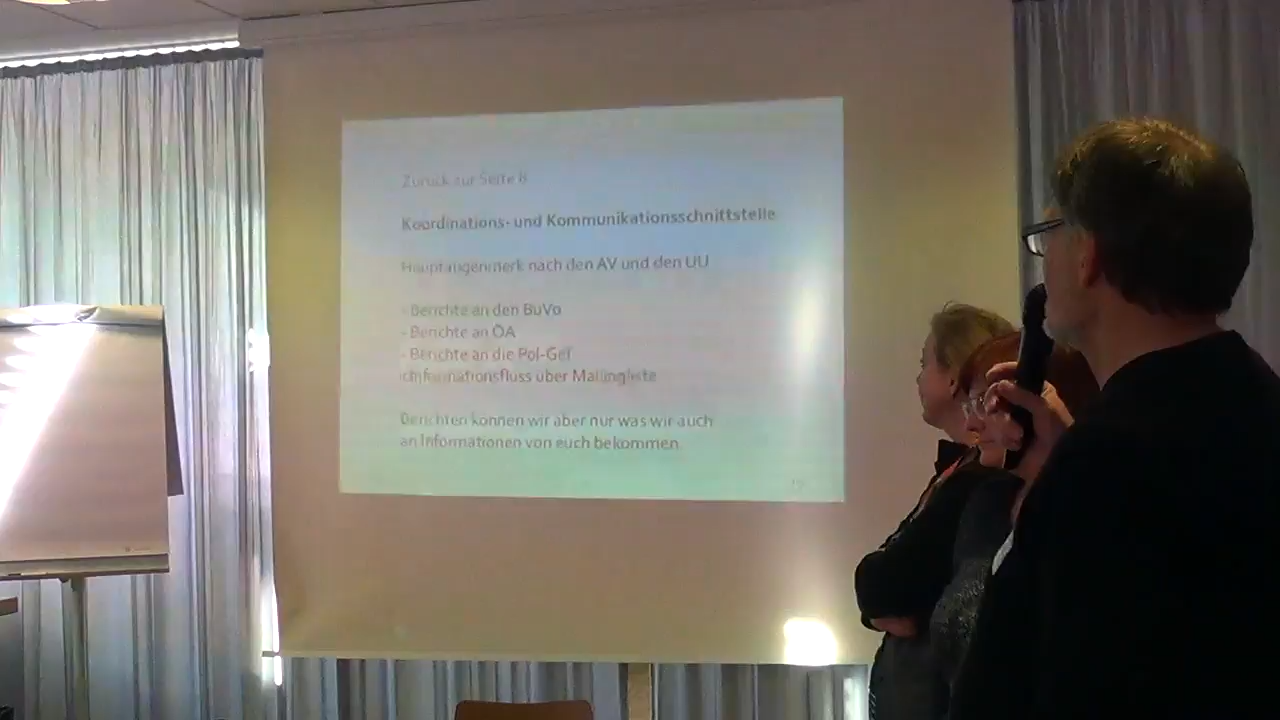 Zurück zur Seite 8
Koordinations- und Kommunikationsschnittstelle
Hauptaugenmerk nach den AV und den UU
- Berichte an den BuVo
- Berichte an ÖA
- Berichte an die Pol-Gef
Informationsfluss über Mailingliste
Berichten können wir aber nur was wir auch
an Informationen von euch bekommen.